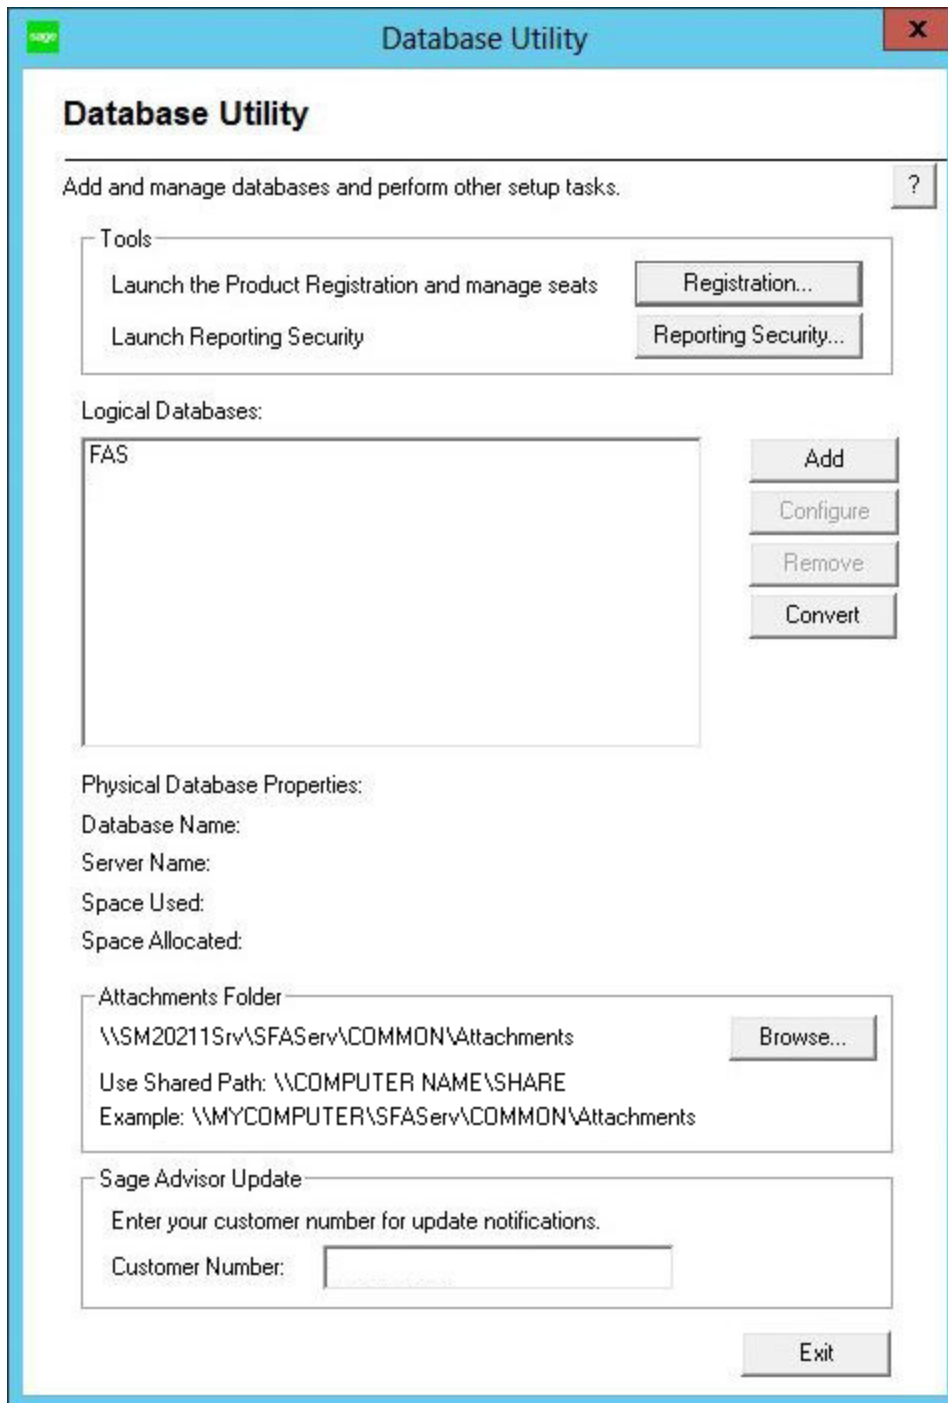 sage Database Utility x
Database Utility
Add and manage databases and perform other setup tasks. ?
Tools
Launch the Product Registration and manage seats Registration...
Launch Reporting Security Reporting Security...
Logical Databases:
FAS
Add
Configure
Remove
Convert
Physical Database Properties:
Database Name:
Server Name:
Space Used:
Space Allocated:
Attachments Folder
\\SM20211Srv\SFAServ\COMMON\Attachments Browse...
Use Shared Path: \\COMPUTER NAME\SHARE
Example: \\MYCOMPUTER\SFAServ\COMMON\Attachments
Sage Advisor Update
Enter your customer number for update notifications.
Customer Number:
Exit